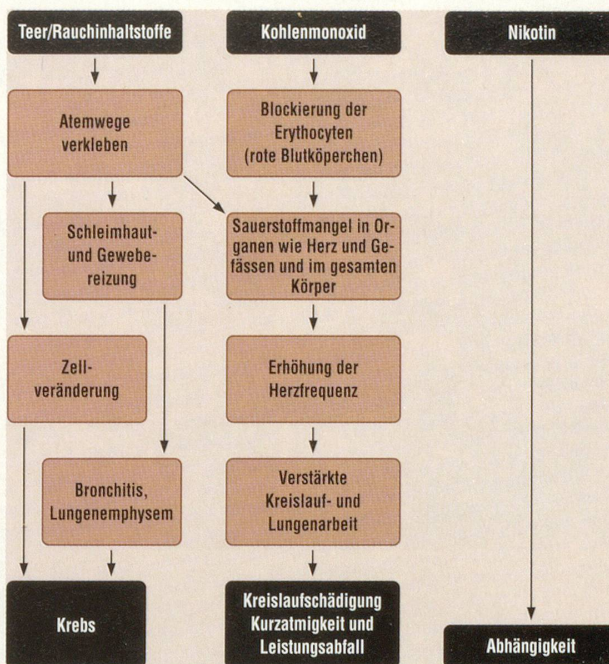 Teer/Rauchinhaltstoffe
Atemwege
verkleben
Schleimhaut-
und Gewebe-
reizung
Zell-
veränderung
Bronchitis,
Lungenemphysem
Krebs
Kohlenmonoxid
Blockierung der
Erythocyten
(rote Blutköperchen)
Sauerstoffmangel in Or-
ganen wie Herz und Ge-
fässen und im gesamten
Körper
Erhöhung der
Herzfrequenz
Verstärkte
Kreislauf- und
Lungenarbeit
Kreislaufschädigung
Kurzatmigkeit und
Leistungsabfall
Nikotin
Abhängigkeit